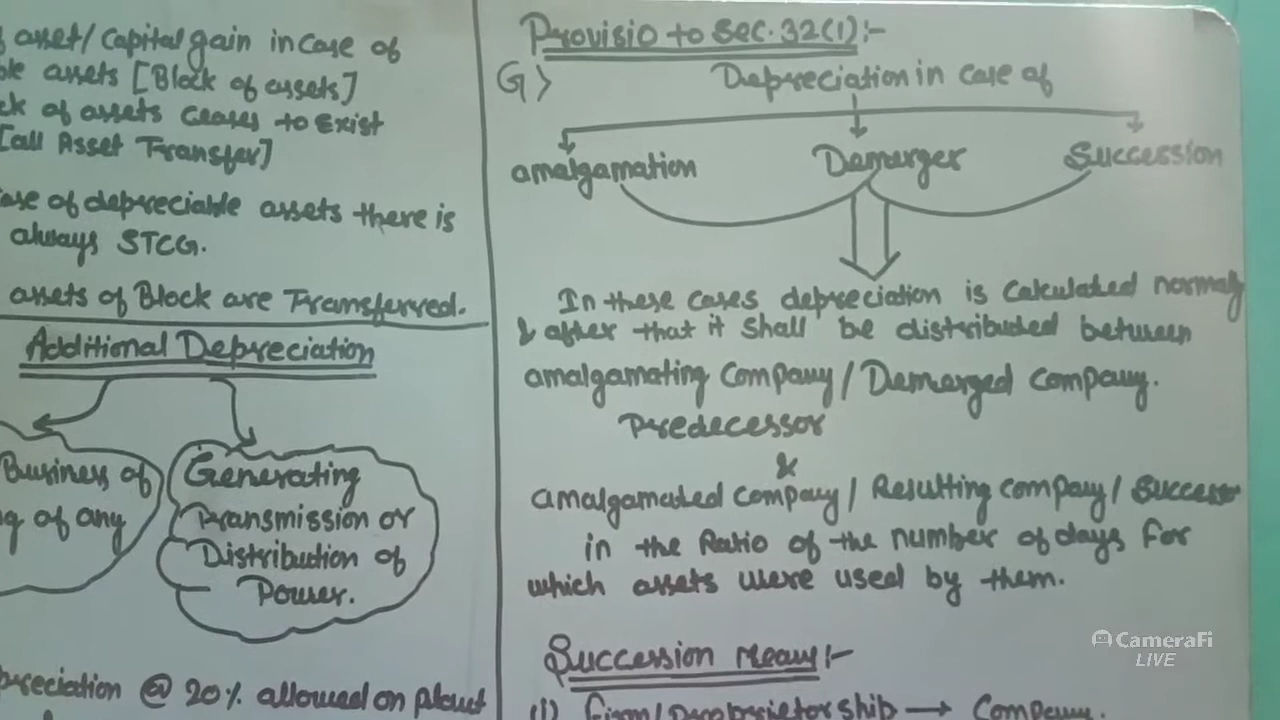 asset/Capital gain in case of
assets [Block of assets]
of assets Ceases to Exist
[all Asset Transfer]
of depreciable assets there is
always STCG.
assets of Block are Transferred.
Additional Depreciation
Business of
of any
Generating
Transmission or
Distribution of
Power.
@ 20% allowed on plant
Provisio to Sec. 32(1):-
G> Depreciation in case of
amalgamation Demerger Succession
In these cases depreciation is calculated normally
& after that it shall be distributed between
amalgamating Company/Demerged Company.
Predecessor
&
amalgamated Company/Resulting Company/
in the Ratio of the number of days for
which assets were used by them.
Succession means:-
(i) Firm/Proprietorship → Company.
CameraFi
LIVE